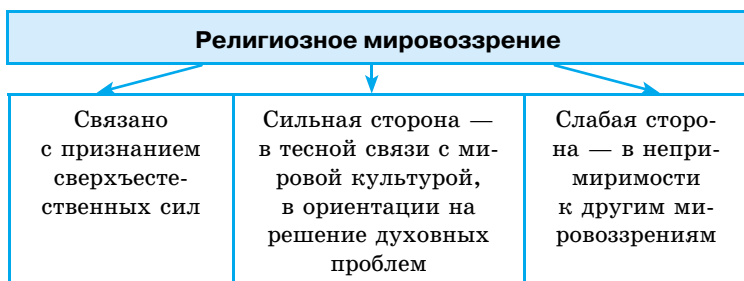 Религиозное мировоззрение
Связано
с признанием
сверхъесте-
ственных сил
Сильная сторона —
в тесной связи с ми-
ровой культурой,
в ориентации на
решение духовных
проблем
Слабая сторо-
на — в непри-
миримости
к другим ми-
ровоззрениям